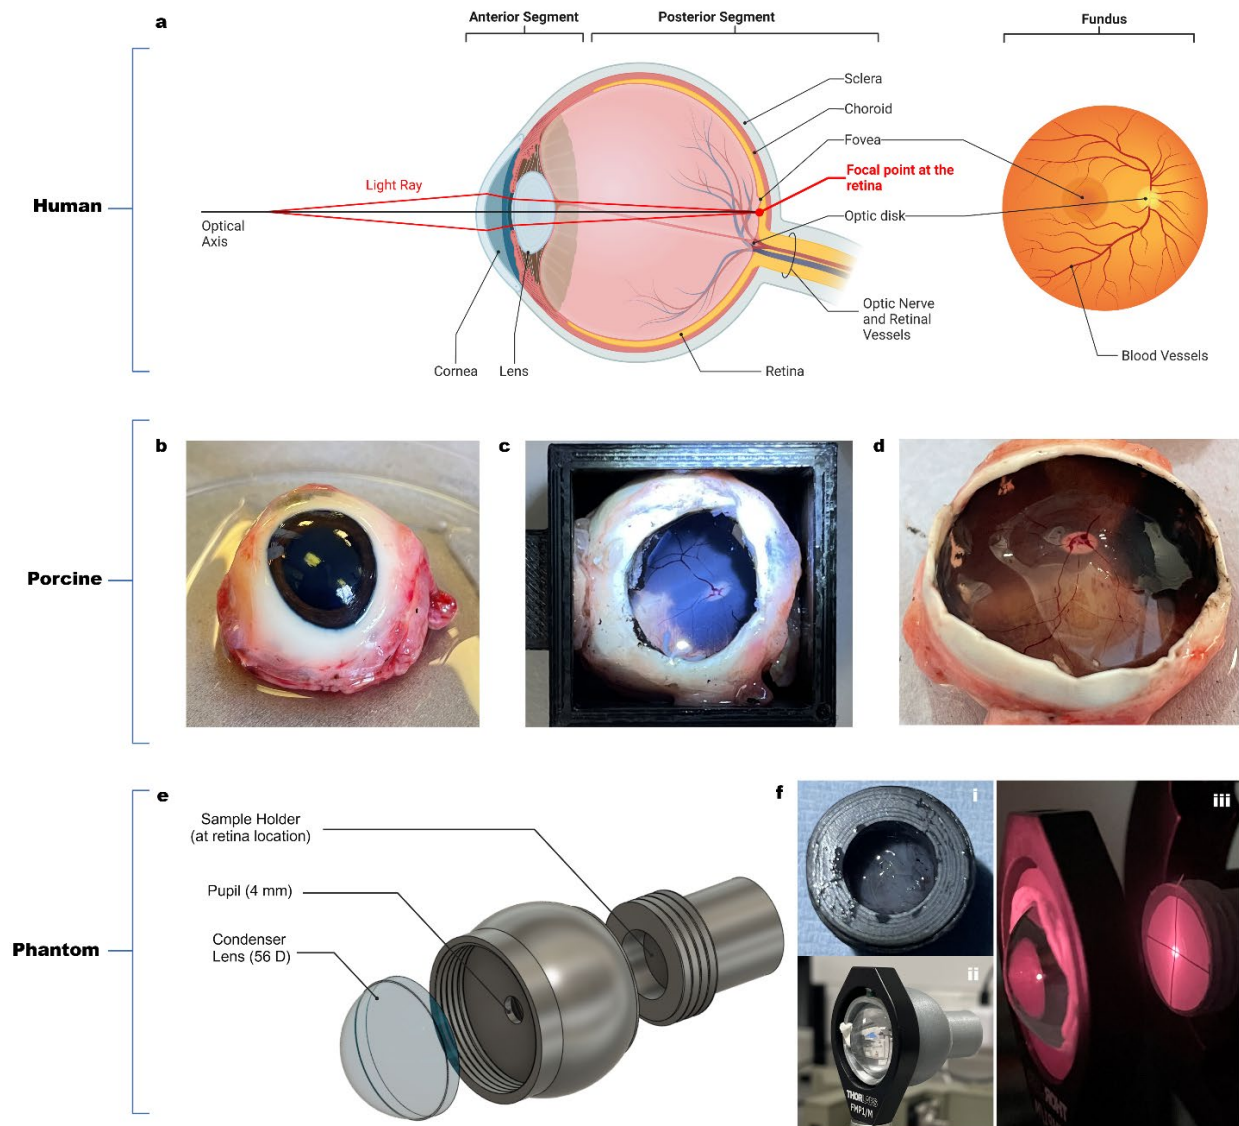 a
Anterior Segment
Posterior Segment
Fundus
Human
Light Ray
Optical
Axis
Sclera
Choroid
Fovea
Focal point at the
retina
Optic disk
Optic Nerve
and Retinal
Vessels
Cornea
Lens
Retina
Blood Vessels
Porcine
b
c
d
Phantom
e
Sample Holder
(at retina location)
Pupil (4 mm)
Condenser
Lens (56 D)
f
i
ii
iii
THORLABS
FMP1/M